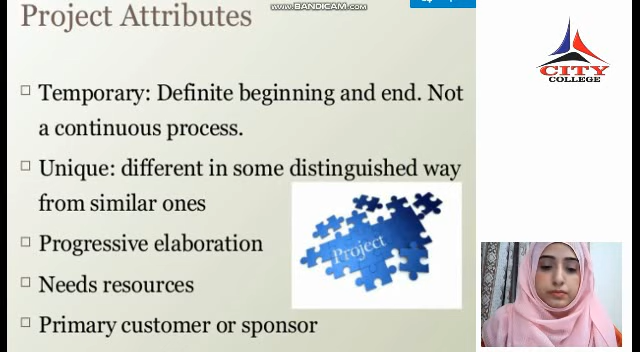 www.BANDICAM.com
Project Attributes
Temporary: Definite beginning and end. Not
a continuous process.
Unique: different in some distinguished way
from similar ones
Progressive elaboration
Needs resources
Primary customer or sponsor
Project
CITY
COLLEGE